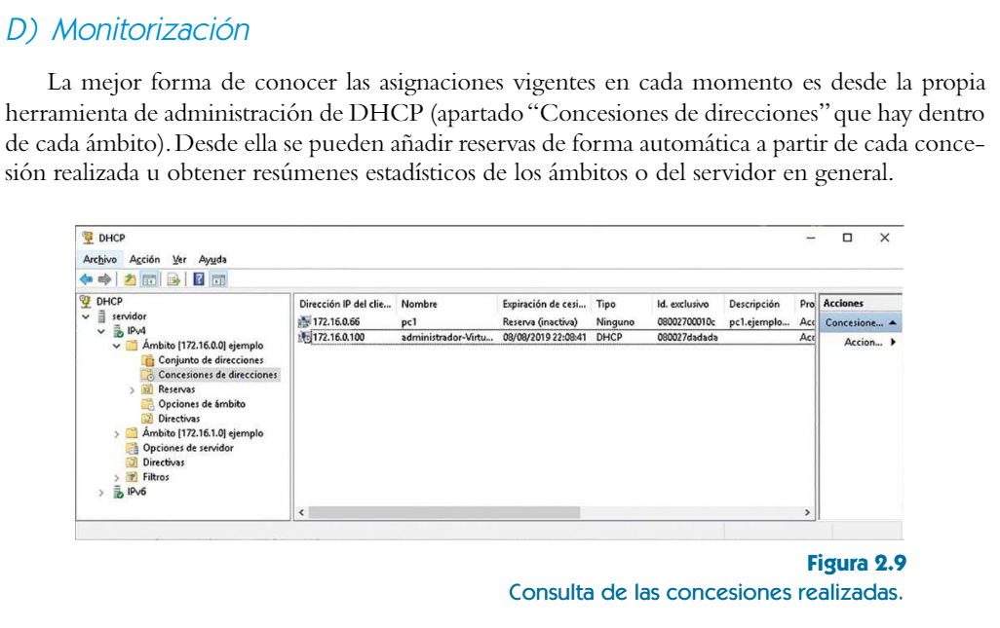 D) Monitorización
La mejor forma de conocer las asignaciones vigentes en cada momento es desde la propia
herramienta de administración de DHCP (apartado “Concesiones de direcciones” que hay dentro
de cada ámbito). Desde ella se pueden añadir reservas de forma automática a partir de cada conce-
sión realizada u obtener resúmenes estadísticos de los ámbitos o del servidor en general.
DHCP
Archivo Acción Ver Ayuda
DHCP
servidor
IPv4
Ámbito [172.16.0.0] ejemplo
Conjunto de direcciones
Concesiones de direcciones
Reservas
Opciones de ámbito
Directivas
Ámbito [172.16.1.0] ejemplo
Opciones de servidor
Directivas
Filtros
IPv6
Dirección IP del clie... Nombre Expiración de cesi... Tipo Id. exclusivo Descripción Pro
172.16.0.66 pc1 Reserva (inactiva) Ninguno 08002700010c pc1.ejemplo... Acc
172.16.0.100 administrador-Virtu... 08/08/2019 22:08:41 DHCP 080027dadada Acc
Acciones
Concesione...
Accion...
Figura 2.9
Consulta de las concesiones realizadas.